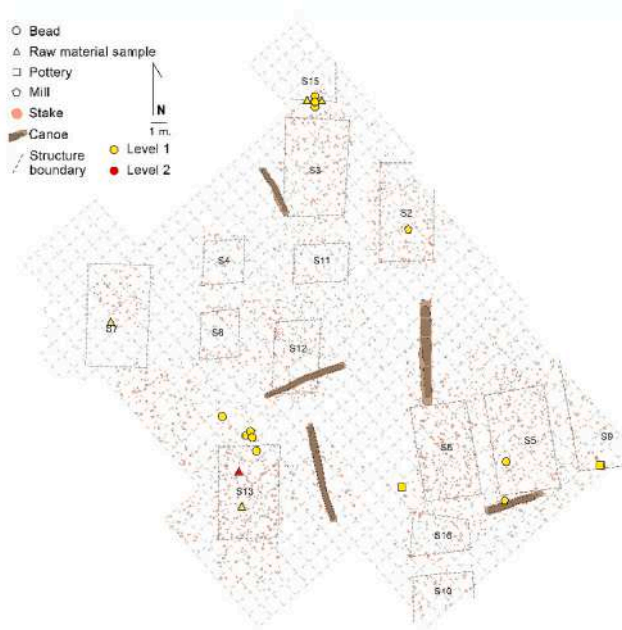 Bead
Raw material sample
Pottery
Mill
Stake
Canoe
Structure
boundary
N
1 m.
Level 1
Level 2
S15
S3
S2
S4
S11
S7
S6
S12
S8
S5
S9
S13
S16
S10